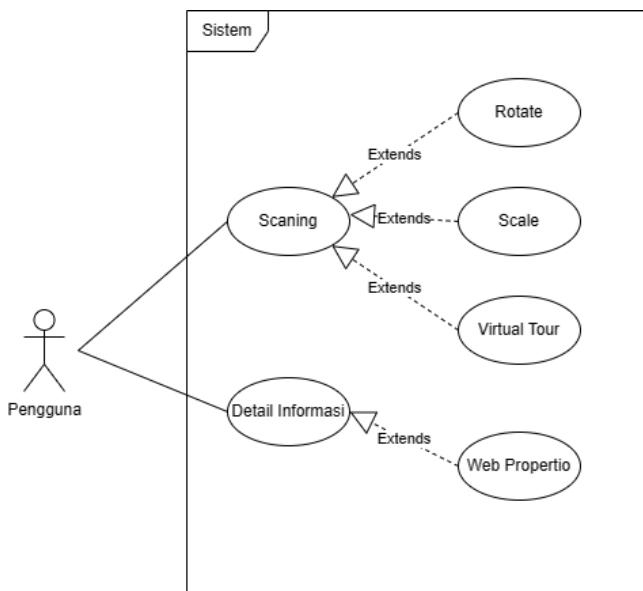 Sistem
Rotate
Extends
Scaning
Extends
Scale
Extends
Virtual Tour
Pengguna
Detail Informasi
Extends
Web Propertio